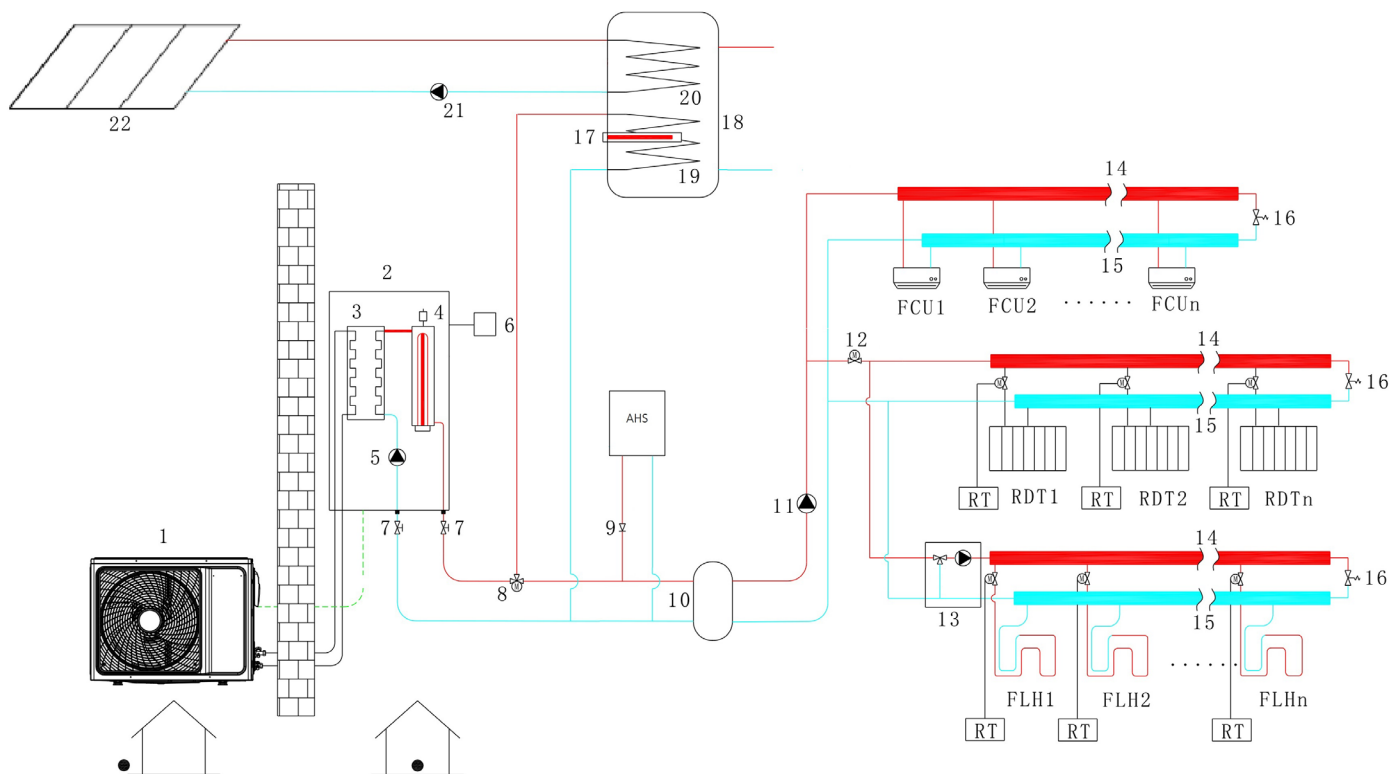 22
21
20
17
18
19
14
16
15
FCU1
FCU2
......
FCUn
2
3
4
6
5
7
7
1
8
AHS
9
10
11
12
14
16
15
M
M
M
RT
RDT1
RT
RDT2
RT
RDTn
13
14
16
15
M
M
M
M
FLH1
FLH2
......
FLHn
RT
RT
RT
M